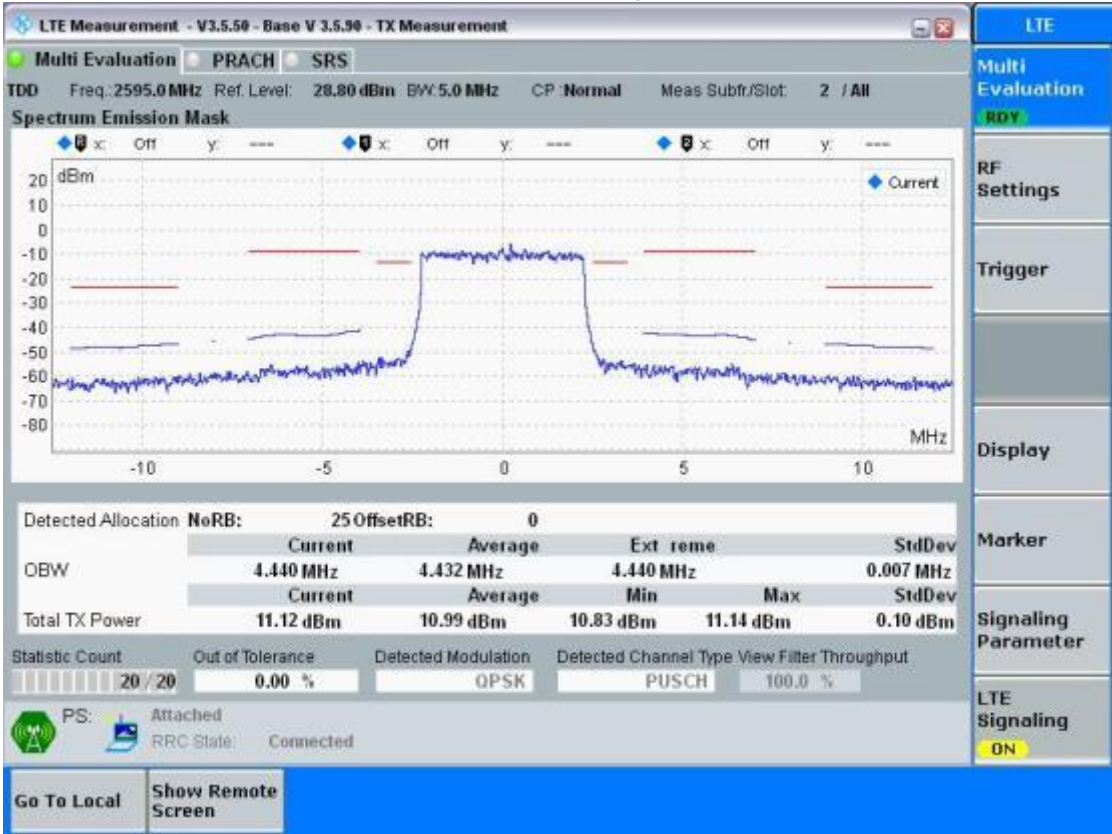 LTE Measurement - V3.5.50 - Base V 3.5.90 - TX Measurement
LTE
Multi Evaluation PRACH SRS
Multi Evaluation
RDY
TDD Freq.:2595.0 MHz Ref. Level: 28.80 dBm BW:5.0 MHz CP :Normal Meas Subfr./Slot: 2 / All
Spectrum Emission Mask
x: Off y: --- x: Off y: --- x: Off y: ---
dBm
Current
20
10
0
-10
-20
-30
-40
-50
-60
-70
-80
MHz
-10 -5 0 5 10
RF
Settings
Trigger
Display
Marker
Signaling
Parameter
LTE
Signaling
ON
Detected Allocation NoRB: 25 OffsetRB: 0
Current Average Ext reme StdDev
OBW 4.440 MHz 4.432 MHz 4.440 MHz 0.007 MHz
Current Average Min Max StdDev
Total TX Power 11.12 dBm 10.99 dBm 10.83 dBm 11.14 dBm 0.10 dBm
Statistic Count Out of Tolerance Detected Modulation Detected Channel Type View Filter Throughput
20 / 20 0.00 % QPSK PUSCH 100.0 %
PS: Attached
RRC State: Connected
Go To Local
Show Remote
Screen